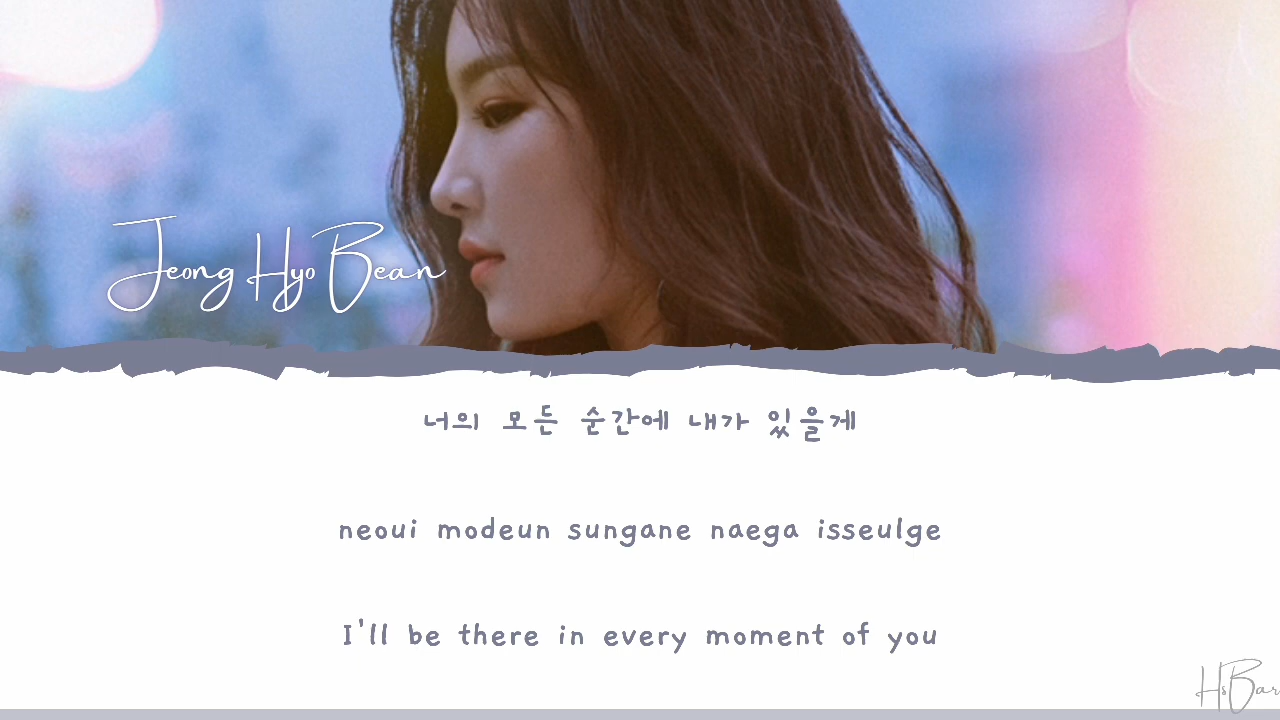 Jeong Hyo Bean
너의 모든 순간에 내가 있을게
neoui modeun sungane naega isseulge
I'll be there in every moment of you